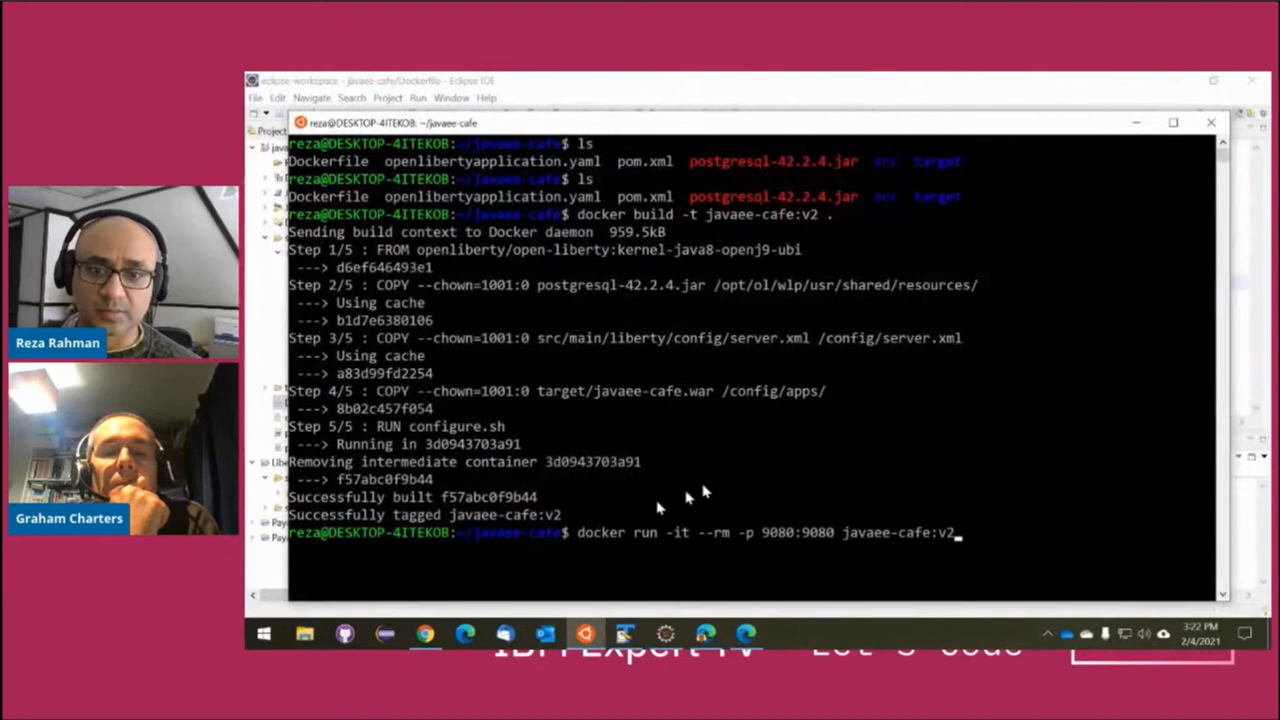 eclipse-workspace - javaee-cafe/Dockerfile - Eclipse IDE
File Edit Navigate Search Project Run Window Help
Project
reza@DESKTOP-4ITEKOB: ~/javaee-cafe
reza@DESKTOP-4ITEKOB:~/javaee-cafe$ ls
Dockerfile openlibertyapplication.yaml pom.xml postgresql-42.2.4.jar src target
reza@DESKTOP-4ITEKOB:~/javaee-cafe$ ls
Dockerfile openlibertyapplication.yaml pom.xml postgresql-42.2.4.jar src target
reza@DESKTOP-4ITEKOB:~/javaee-cafe$ docker build -t javaee-cafe:v2 .
Sending build context to Docker daemon 959.5kB
Step 1/5 : FROM openliberty/open-liberty:kernel-java8-openj9-ubi
---> d6ef646493e1
Step 2/5 : COPY --chown=1001:0 postgresql-42.2.4.jar /opt/ol/wlp/usr/shared/resources/
---> Using cache
---> b1d7e6380106
Step 3/5 : COPY --chown=1001:0 src/main/liberty/config/server.xml /config/server.xml
---> Using cache
---> a83d99fd2254
Step 4/5 : COPY --chown=1001:0 target/javaee-cafe.war /config/apps/
---> 8b02c457f054
Step 5/5 : RUN configure.sh
---> Running in 3d0943703a91
Removing intermediate container 3d0943703a91
---> f57abc0f9b44
Successfully built f57abc0f9b44
Successfully tagged javaee-cafe:v2
reza@DESKTOP-4ITEKOB:~/javaee-cafe$ docker run -it --rm -p 9080:9080 javaee-cafe:v2
Reza Rahman
Graham Charters
3:22 PM
2/4/2021
IBM Expert TV Let's Code